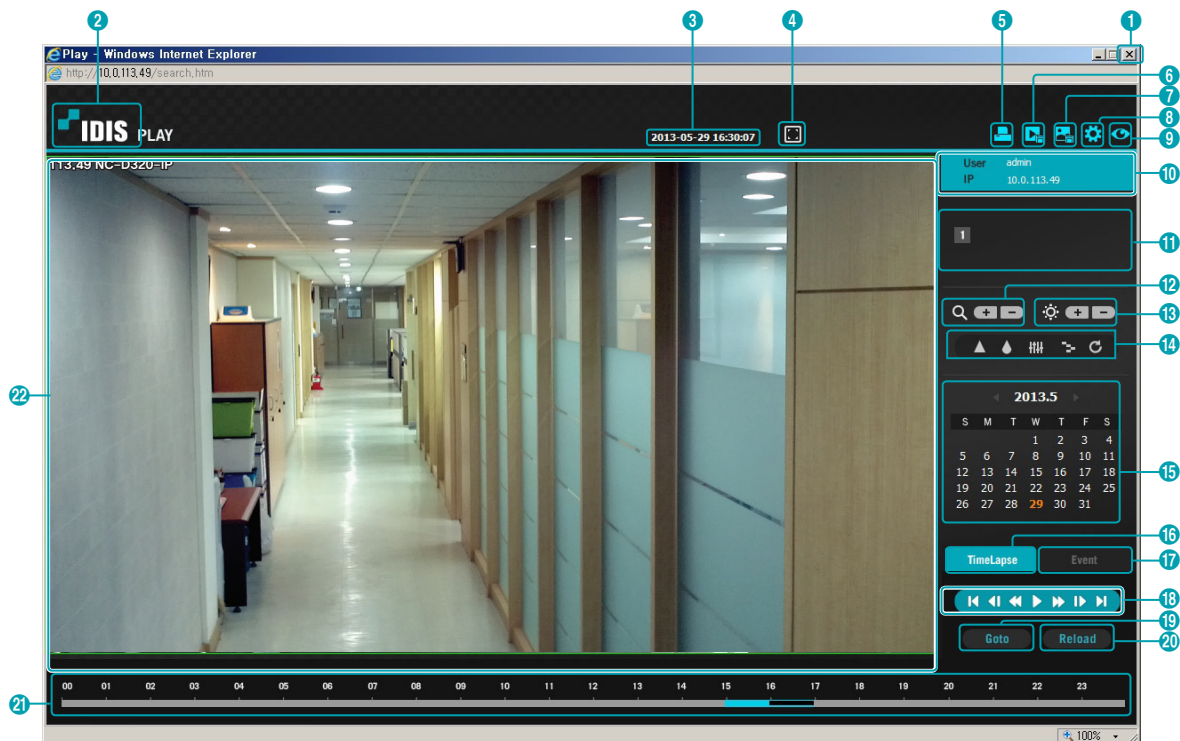 2
3
4
5
1
Play - Windows Internet Explorer
http://10.0.113.49/search.htm
6
7
8
9
IDIS PLAY
2013-05-29 16:30:07
113.49 NC-D320-IP
User admin
IP 10.0.113.49
10
1
11
12
13
14
2013.5
S M T W T F S
1 2 3 4
5 6 7 8 9 10 11
12 13 14 15 16 17 18
19 20 21 22 23 24 25
26 27 28 29 30 31
15
16
TimeLapse Event
17
18
19
Goto Reload
20
22
00 01 02 03 04 05 06 07 08 09 10 11 12 13 14 15 16 17 18 19 20 21 22 23
21
100%